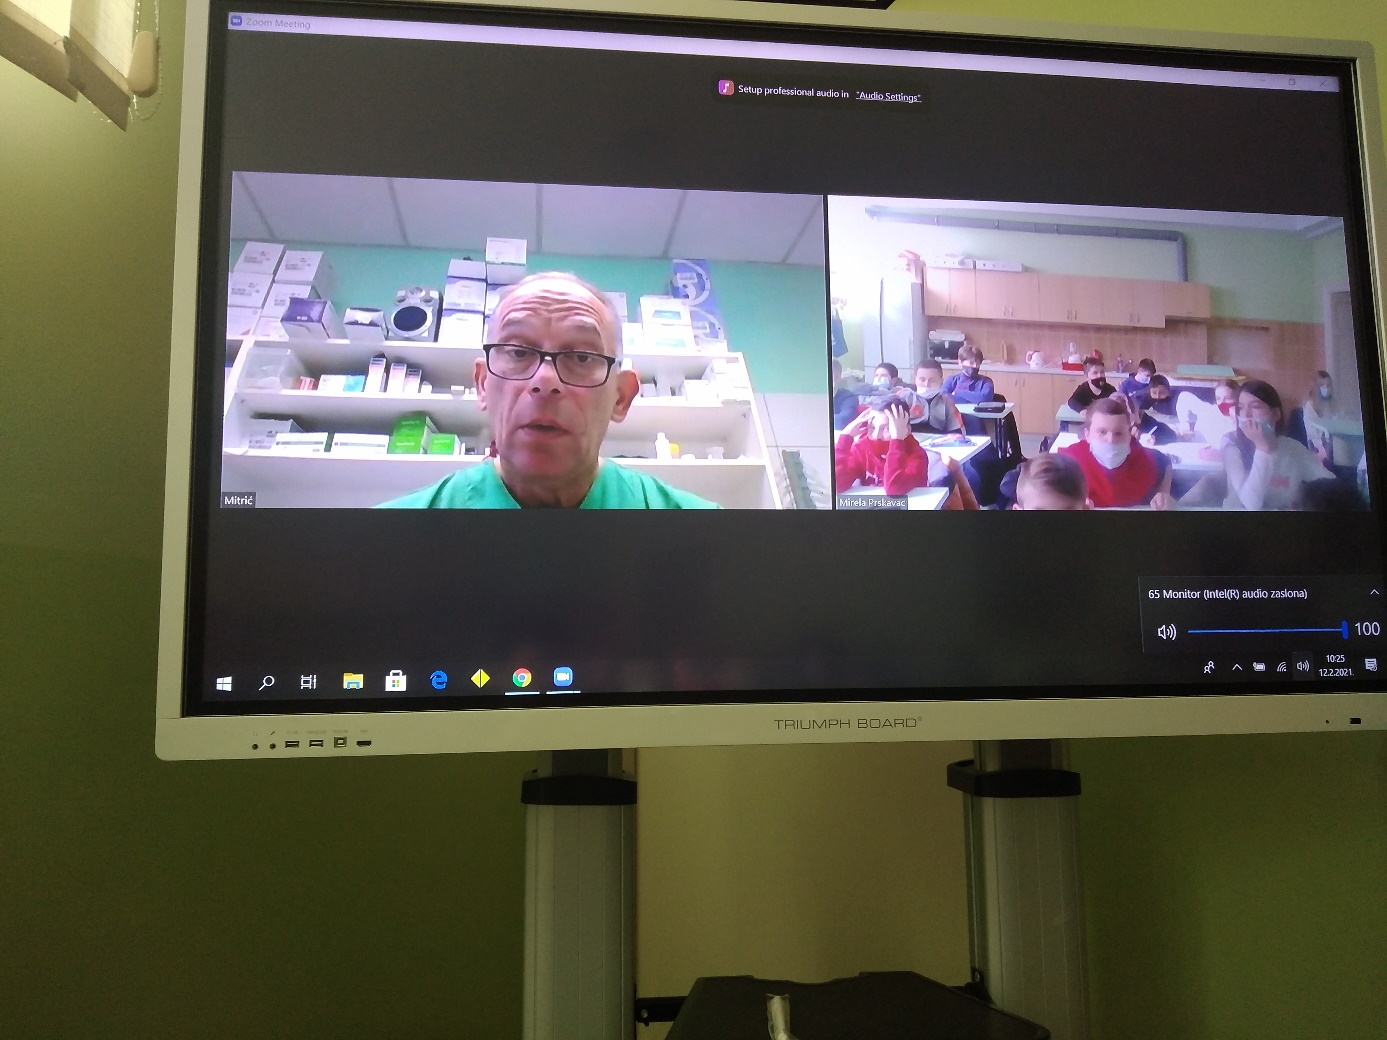 Zoom Meeting
Setup professional audio in "Audio Settings"
Mitrić
Mirela Prskavac
65 Monitor (Intel(R) audio zaslona)
100
10:25
12.2.2021.
TRIUMPH BOARD®